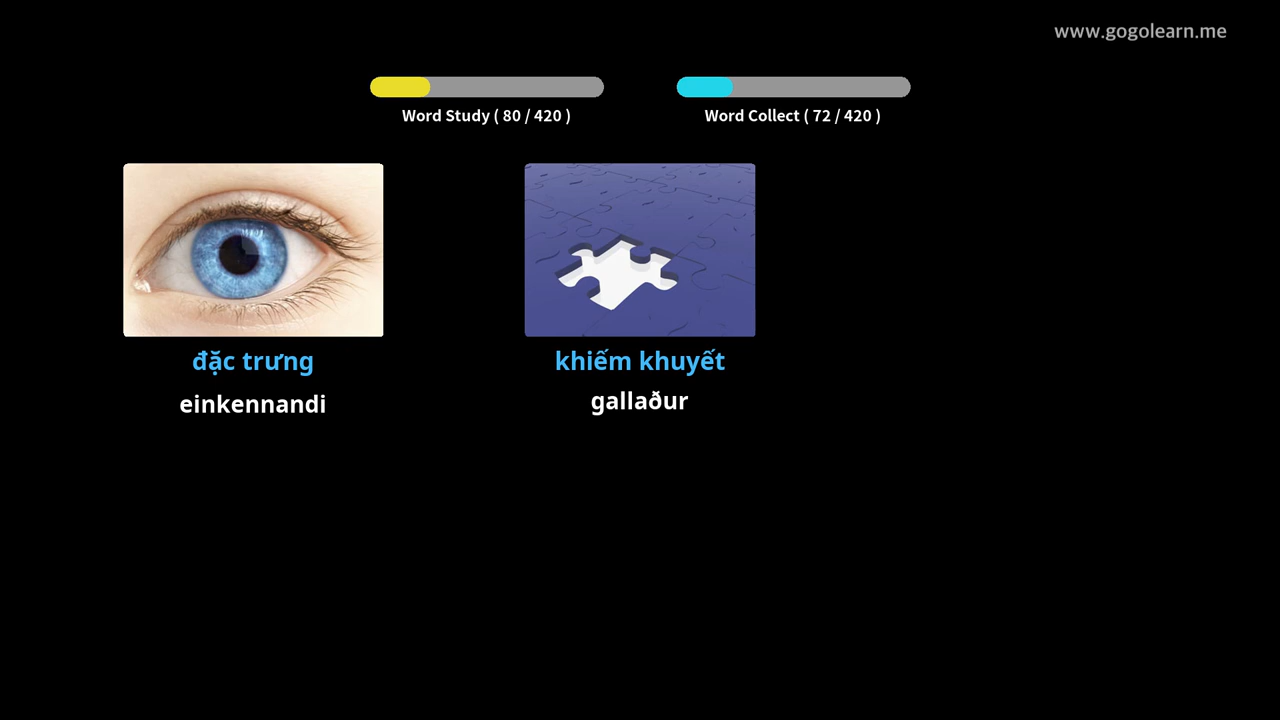 www.gogolearn.me
Word Study ( 80 / 420 )
Word Collect ( 72 / 420 )
đặc trưng
einkennandi
khiếm khuyết
gallaður